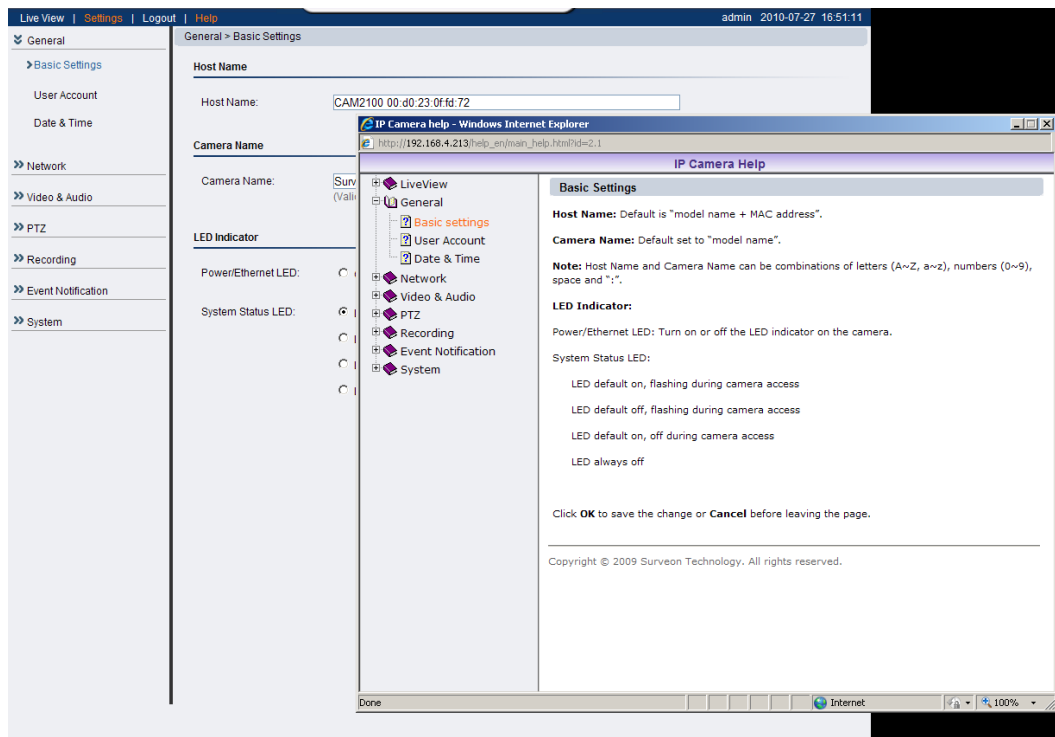 Live View | Settings | Logout | Help
admin 2010-07-27 16:51:11
General
Basic Settings
User Account
Date & Time
Network
Video & Audio
PTZ
Recording
Event Notification
System
General > Basic Settings
Host Name
Host Name: CAM2100 00:d0:23:0f:fd:72
Camera Name
Camera Name: Surv
(Vali
LED Indicator
Power/Ethernet LED:
System Status LED:
IP Camera help - Windows Internet Explorer
http://192.168.4.213/help_en/main_help.html?id=2.1
IP Camera Help
LiveView
General
Basic settings
User Account
Date & Time
Network
Video & Audio
PTZ
Recording
Event Notification
System
Basic Settings
Host Name: Default is "model name + MAC address".
Camera Name: Default set to "model name".
Note: Host Name and Camera Name can be combinations of letters (A~Z, a~z), numbers (0~9),
space and ":".
LED Indicator:
Power/Ethernet LED: Turn on or off the LED indicator on the camera.
System Status LED:
LED default on, flashing during camera access
LED default off, flashing during camera access
LED default on, off during camera access
LED always off
Click OK to save the change or Cancel before leaving the page.
Copyright © 2009 Surveon Technology. All rights reserved.
Done
Internet
100%